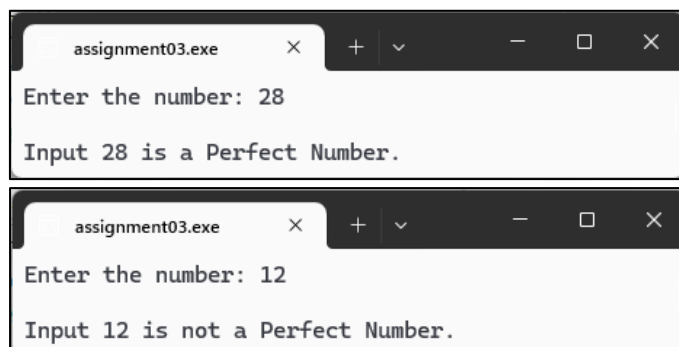 assignment03.exe
Enter the number: 28
Input 28 is a Perfect Number.
assignment03.exe
Enter the number: 12
Input 12 is not a Perfect Number.